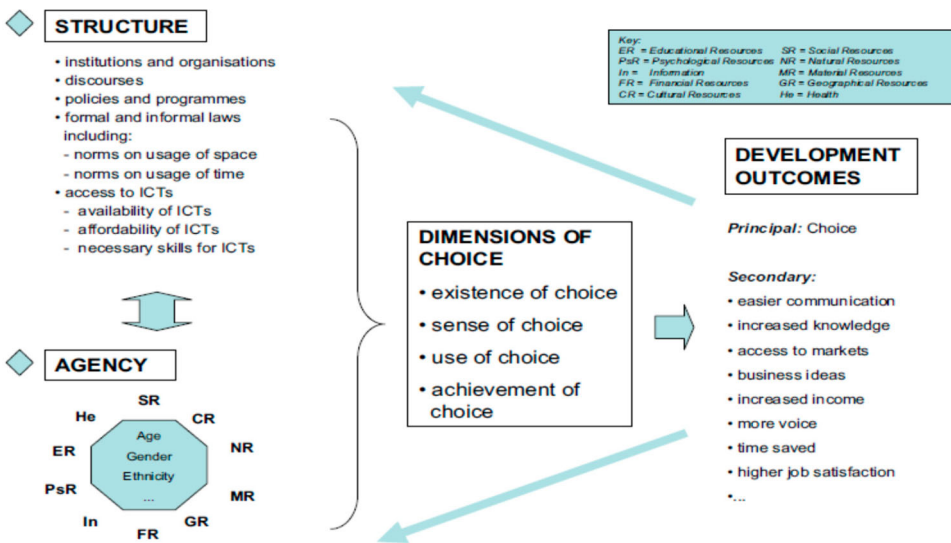 STRUCTURE
• institutions and organisations
• discourses
• policies and programmes
• formal and informal laws
including:
- norms on usage of space
- norms on usage of time
• access to ICTs
- availability of ICTs
- affordability of ICTs
- necessary skills for ICTs
AGENCY
SR
He
CR
ER
NR
PsR
MR
In
GR
FR
Age
Gender
Ethnicity
...
DIMENSIONS OF
CHOICE
• existence of choice
• sense of choice
• use of choice
• achievement of
choice
Key:
ER = Educational Resources SR = Social Resources
PsR = Psychological Resources NR = Natural Resources
In = Information MR = Material Resources
FR = Financial Resources GR = Geographical Resources
CR = Cultural Resources He = Health
DEVELOPMENT
OUTCOMES
Principal: Choice
Secondary:
• easier communication
• increased knowledge
• access to markets
• business ideas
• increased income
• more voice
• time saved
• higher job satisfaction
•...